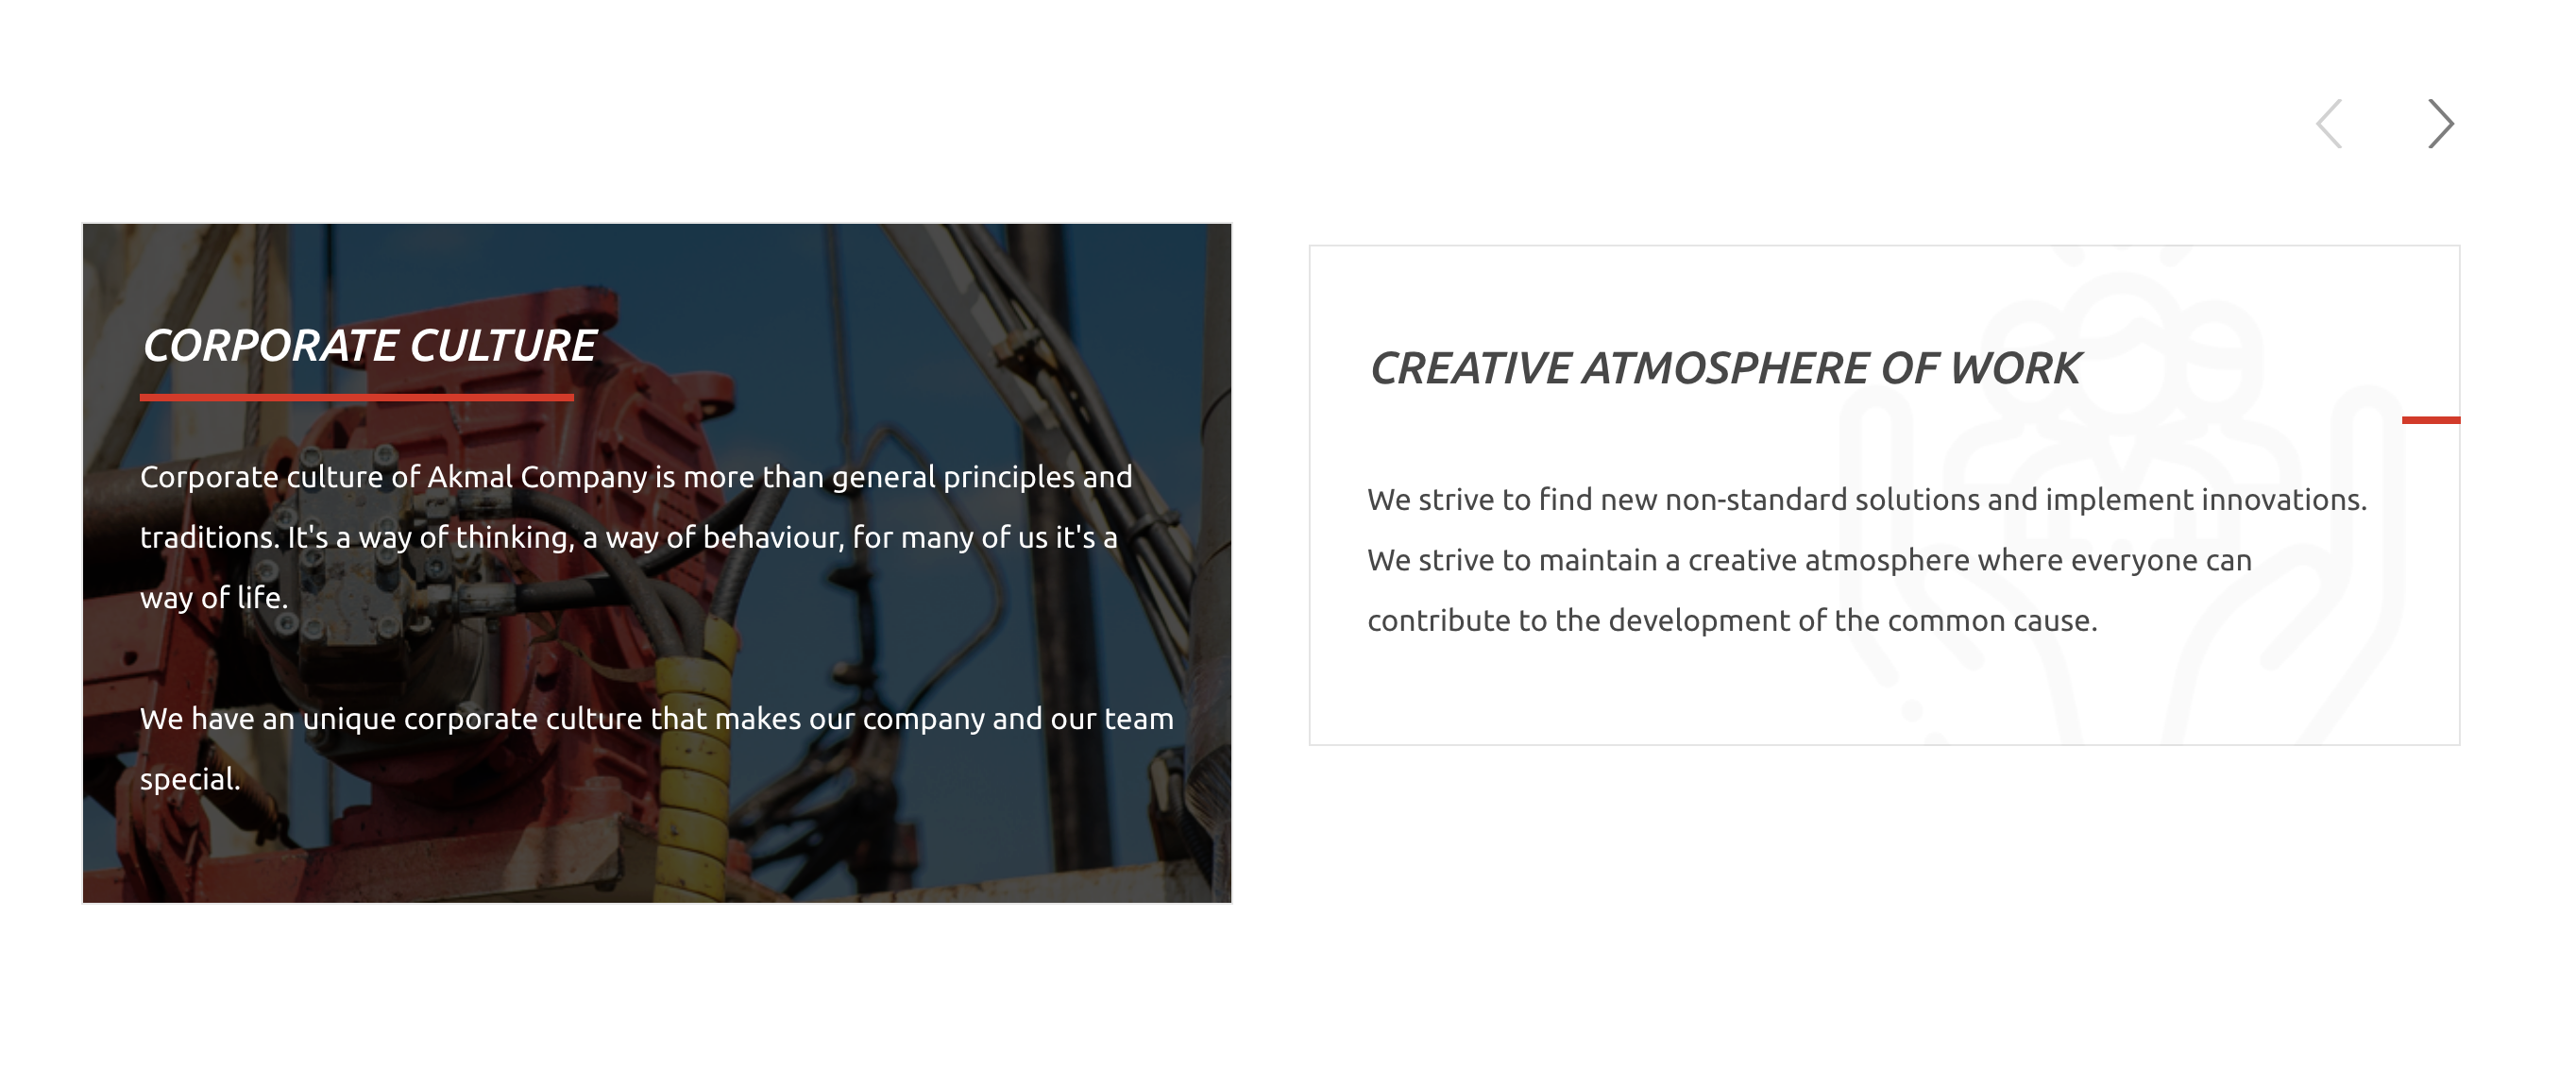 CORPORATE CULTURE
Corporate culture of Akmal Company is more than general principles and
traditions. It's a way of thinking, a way of behaviour, for many of us it's a
way of life.
We have an unique corporate culture that makes our company and our team
special.
CREATIVE ATMOSPHERE OF WORK
We strive to find new non-standard solutions and implement innovations.
We strive to maintain a creative atmosphere where everyone can
contribute to the development of the common cause.